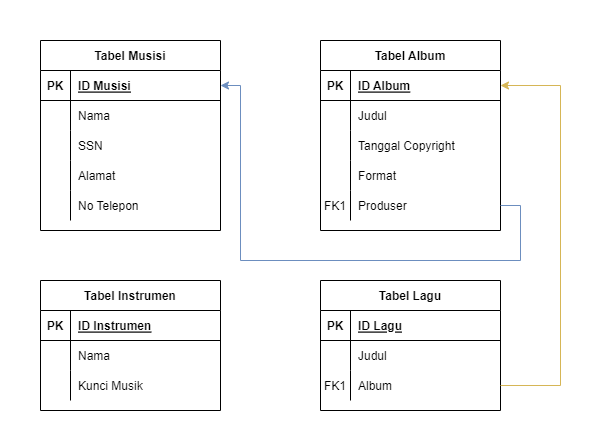 Tabel Musisi
PK ID Musisi
Nama
SSN
Alamat
No Telepon
Tabel Album
PK ID Album
Judul
Tanggal Copyright
Format
FK1 Produser
Tabel Instrumen
PK ID Instrumen
Nama
Kunci Musik
Tabel Lagu
PK ID Lagu
Judul
FK1 Album